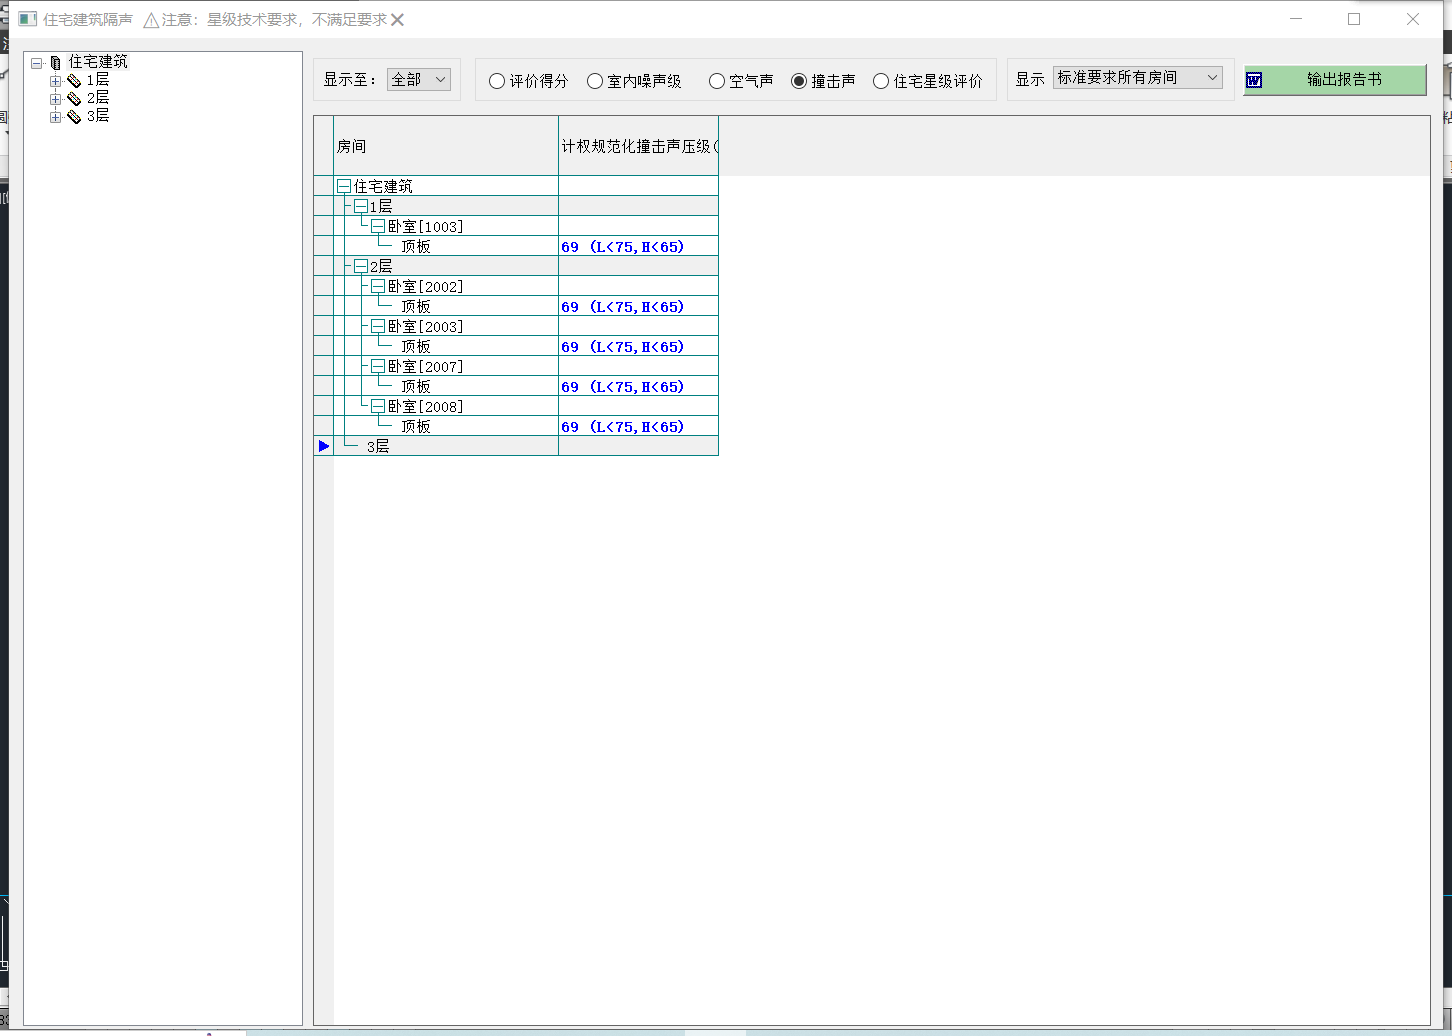 住宅建筑隔声 ⚠注意：星级技术要求，不满足要求
住宅建筑
1层
2层
3层
显示至： 全部 评价得分 室内噪声级 空气声 撞击声 住宅星级评价 显示 标准要求所有房间 输出报告书
房间 计权规范化撞击声压级(
住宅建筑
1层
卧室[1003]
顶板 69 (L<75,H<65)
2层
卧室[2002]
顶板 69 (L<75,H<65)
卧室[2003]
顶板 69 (L<75,H<65)
卧室[2007]
顶板 69 (L<75,H<65)
卧室[2008]
顶板 69 (L<75,H<65)
3层